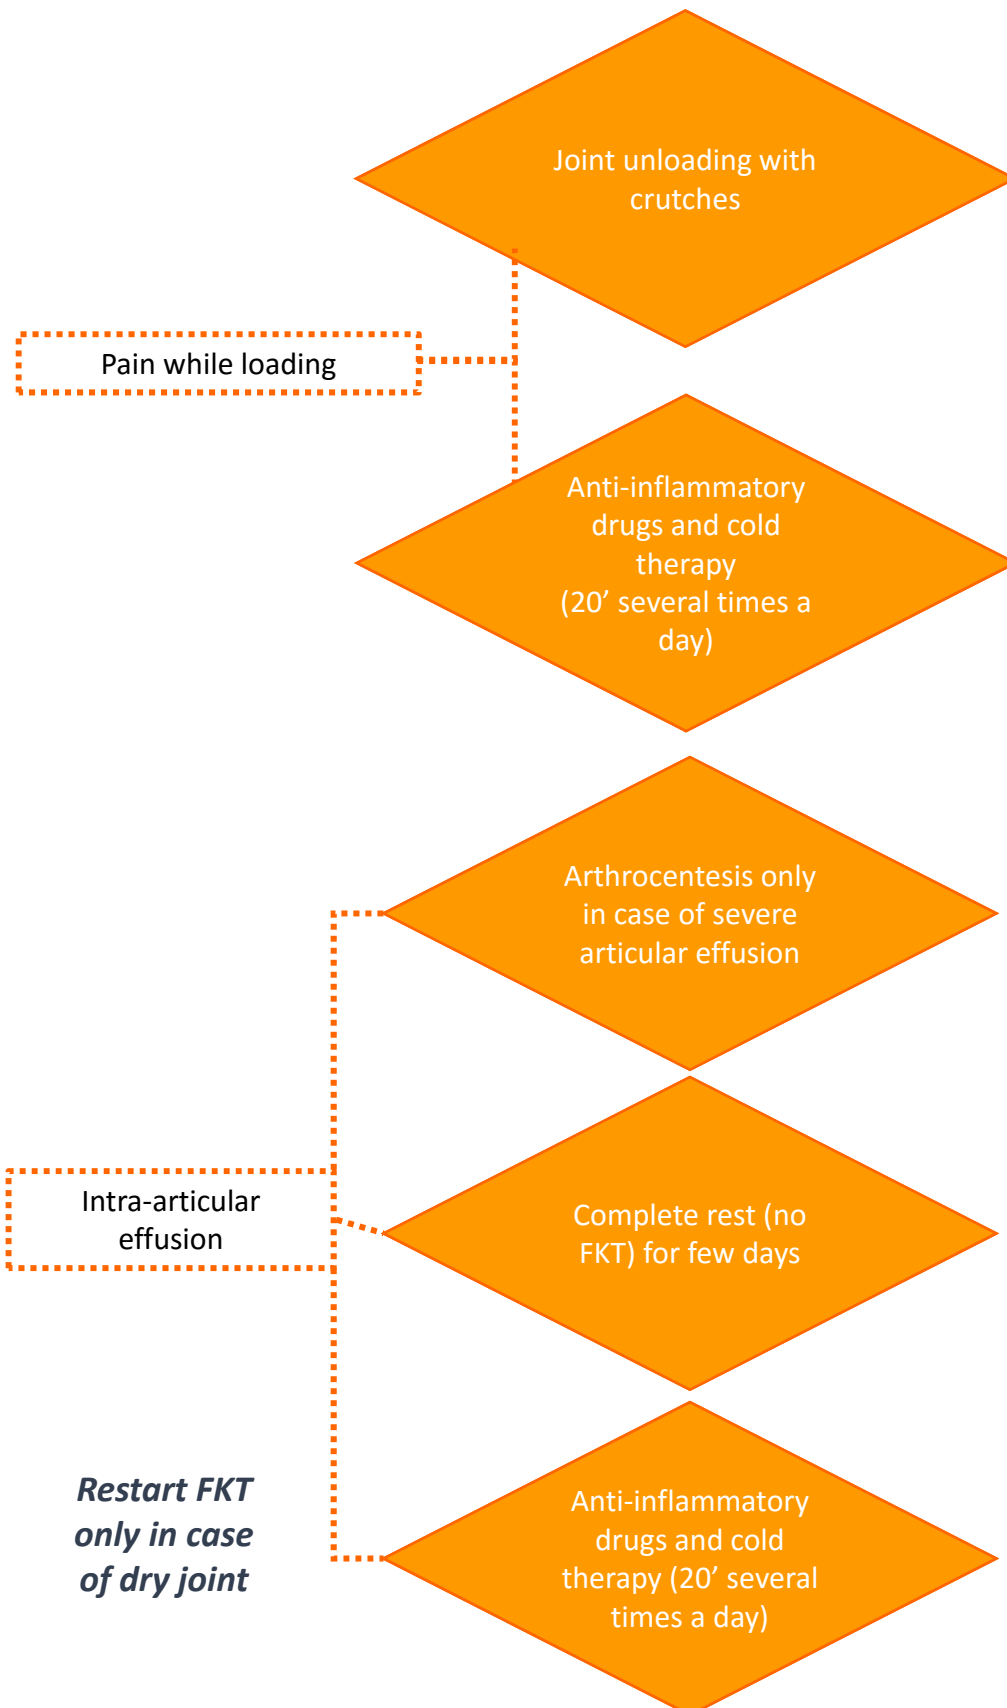 Joint unloading with
crutches
Pain while loading
Anti-inflammatory
drugs and cold
therapy
(20’ several times a
day)
Arthrocentesis only
in case of severe
articular effusion
Intra-articular
effusion
Complete rest (no
FKT) for few days
Restart FKT
only in case
of dry joint
Anti-inflammatory
drugs and cold
therapy (20’ several
times a day)